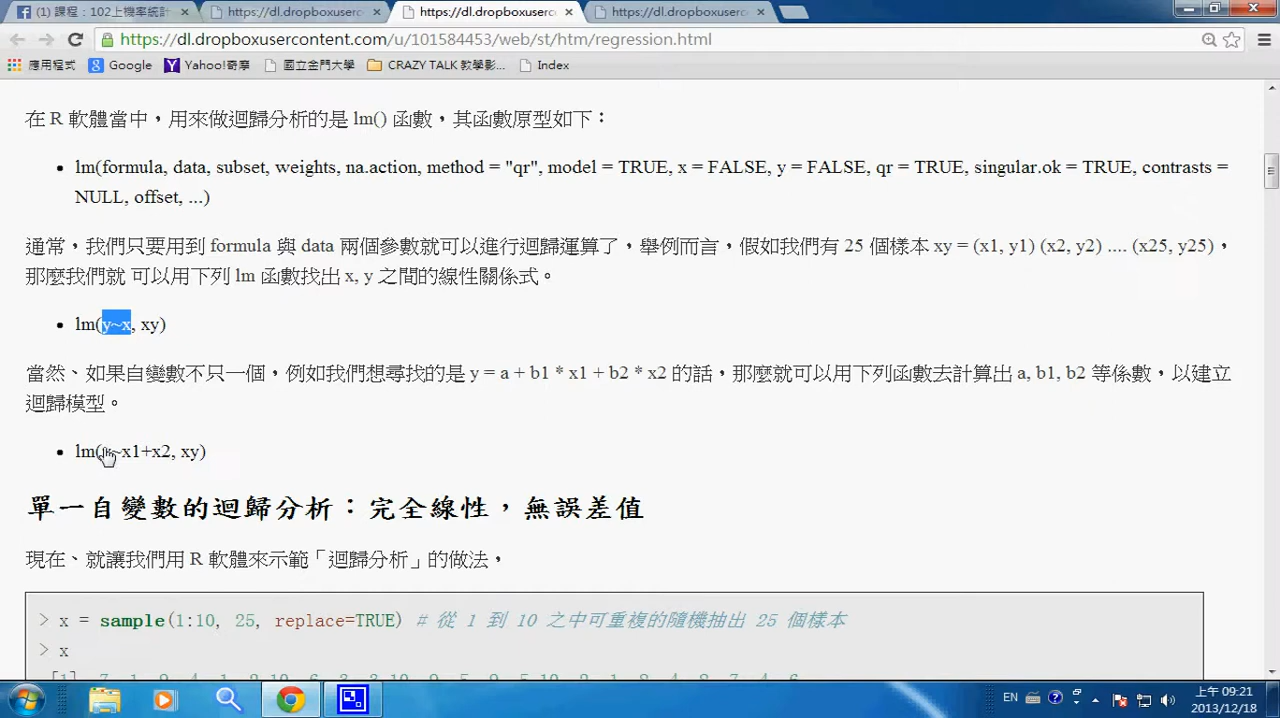 (1) 課程：102上機率統計
https://dl.dropboxuserco
https://dl.dropboxuserco
https://dl.dropboxuserco
https://dl.dropboxusercontent.com/u/101584453/web/st/htm/regression.html
應用程式 Google Yahoo!奇摩 國立金門大學 CRAZY TALK 教學影... Index
在 R 軟體當中，用來做迴歸分析的是 lm() 函數，其函數原型如下：
• lm(formula, data, subset, weights, na.action, method = "qr", model = TRUE, x = FALSE, y = FALSE, qr = TRUE, singular.ok = TRUE, contrasts =
NULL, offset, ...)
通常，我們只要用到 formula 與 data 兩個參數就可以進行迴歸運算了，舉例而言，假如我們有 25 個樣本 xy = (x1, y1) (x2, y2) .... (x25, y25)，
那麼我們就 可以用下列 lm 函數找出 x, y 之間的線性關係式。
• lm(y~x, xy)
當然、如果自變數不只一個，例如我們想尋找的是 y = a + b1 * x1 + b2 * x2 的話，那麼就可以用下列函數去計算出 a, b1, b2 等係數，以建立
迴歸模型。
• lm( ~x1+x2, xy)
單一自變數的迴歸分析：完全線性，無誤差值
現在、就讓我們用 R 軟體來示範「迴歸分析」的做法，
> x = sample(1:10, 25, replace=TRUE) # 從 1 到 10 之中可重複的隨機抽出 25 個樣本
> x
EN
上午 09:21
2013/12/18